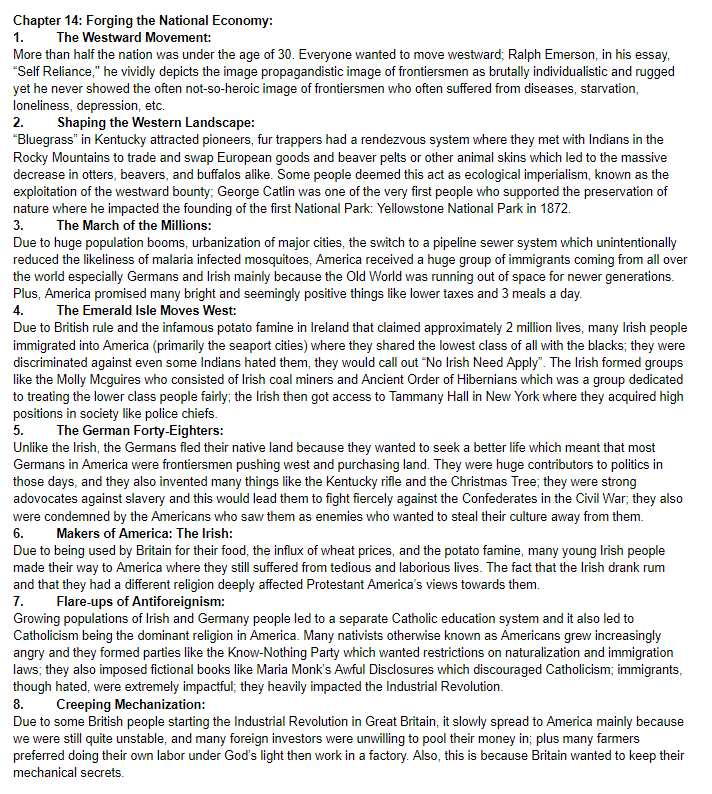 Chapter 14: Forging the National Economy:
1. The Westward Movement:
More than half the nation was under the age of 30. Everyone wanted to move westward; Ralph Emerson, in his essay,
“Self Reliance,” he vividly depicts the image propagandistic image of frontiersmen as brutally individualistic and rugged
yet he never showed the often not-so-heroic image of frontiersmen who often suffered from diseases, starvation,
loneliness, depression, etc.
2. Shaping the Western Landscape:
“Bluegrass” in Kentucky attracted pioneers, fur trappers had a rendezvous system where they met with Indians in the
Rocky Mountains to trade and swap European goods and beaver pelts or other animal skins which led to the massive
decrease in otters, beavers, and buffalos alike. Some people deemed this act as ecological imperialism, known as the
exploitation of the westward bounty; George Catlin was one of the very first people who supported the preservation of
nature where he impacted the founding of the first National Park: Yellowstone National Park in 1872.
3. The March of the Millions:
Due to huge population booms, urbanization of major cities, the switch to a pipeline sewer system which unintentionally
reduced the likeliness of malaria infected mosquitoes, America received a huge group of immigrants coming from all over
the world especially Germans and Irish mainly because the Old World was running out of space for newer generations.
Plus, America promised many bright and seemingly positive things like lower taxes and 3 meals a day.
4. The Emerald Isle Moves West:
Due to British rule and the infamous potato famine in Ireland that claimed approximately 2 million lives, many Irish people
immigrated into America (primarily the seaport cities) where they shared the lowest class of all with the blacks; they were
discriminated against even some Indians hated them, they would call out “No Irish Need Apply”. The Irish formed groups
like the Molly Mcguires who consisted of Irish coal miners and Ancient Order of Hibernians which was a group dedicated
to treating the lower class people fairly; the Irish then got access to Tammany Hall in New York where they acquired high
positions in society like police chiefs.
5. The German Forty-Eighters:
Unlike the Irish, the Germans fled their native land because they wanted to seek a better life which meant that most
Germans in America were frontiersmen pushing west and purchasing land. They were huge contributors to politics in
those days, and they also invented many things like the Kentucky rifle and the Christmas Tree; they were strong
adovocates against slavery and this would lead them to fight fiercely against the Confederates in the Civil War; they also
were condemned by the Americans who saw them as enemies who wanted to steal their culture away from them.
6. Makers of America: The Irish:
Due to being used by Britain for their food, the influx of wheat prices, and the potato famine, many young Irish people
made their way to America where they still suffered from tedious and laborious lives. The fact that the Irish drank rum
and that they had a different religion deeply affected Protestant America’s views towards them.
7. Flare-ups of Antiforeignism:
Growing populations of Irish and Germany people led to a separate Catholic education system and it also led to
Catholicism being the dominant religion in America. Many nativists otherwise known as Americans grew increasingly
angry and they formed parties like the Know-Nothing Party which wanted restrictions on naturalization and immigration
laws; they also imposed fictional books like Maria Monk’s Awful Disclosures which discouraged Catholicism; immigrants,
though hated, were extremely impactful; they heavily impacted the Industrial Revolution.
8. Creeping Mechanization:
Due to some British people starting the Industrial Revolution in Great Britain, it slowly spread to America mainly because
we were still quite unstable, and many foreign investors were unwilling to pool their money in; plus many farmers
preferred doing their own labor under God’s light then work in a factory. Also, this is because Britain wanted to keep their
mechanical secrets.